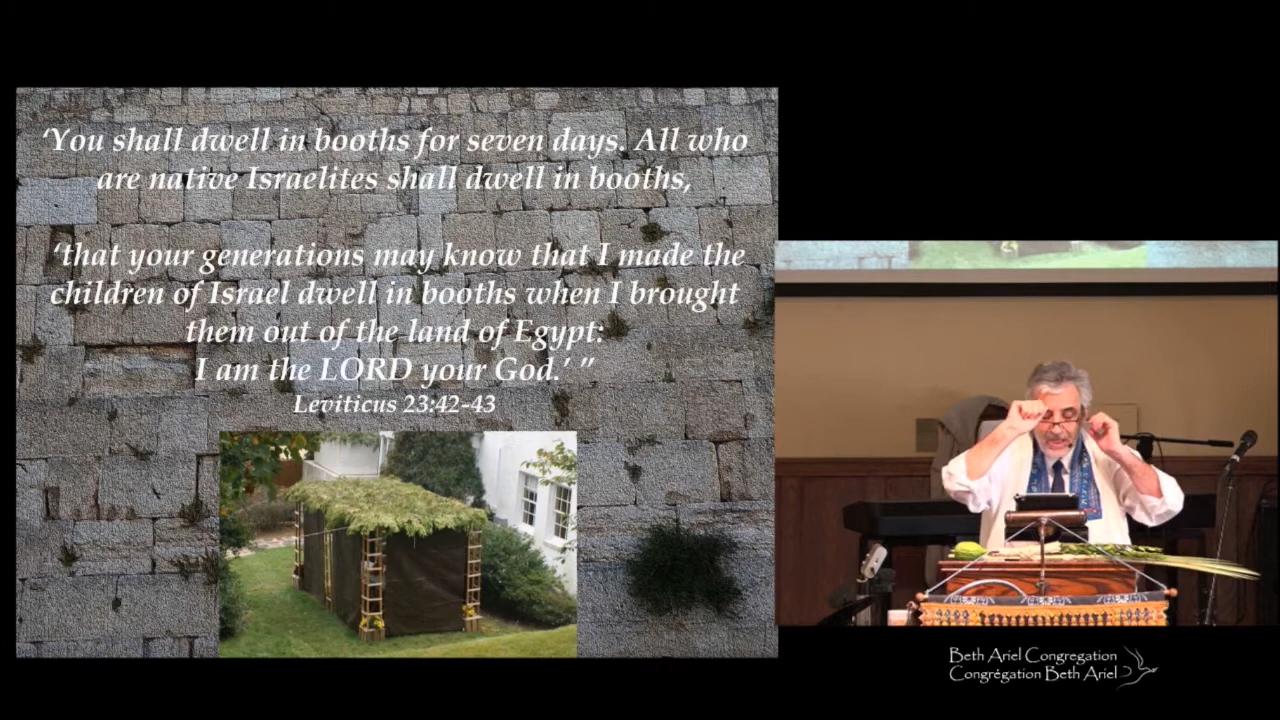 ‘You shall dwell in booths for seven days. All who
are native Israelites shall dwell in booths,
‘that your generations may know that I made the
children of Israel dwell in booths when I brought
them out of the land of Egypt:
I am the LORD your God.’ ”
Leviticus 23:42-43
Beth Ariel Congregation
Congrégation Beth Ariel